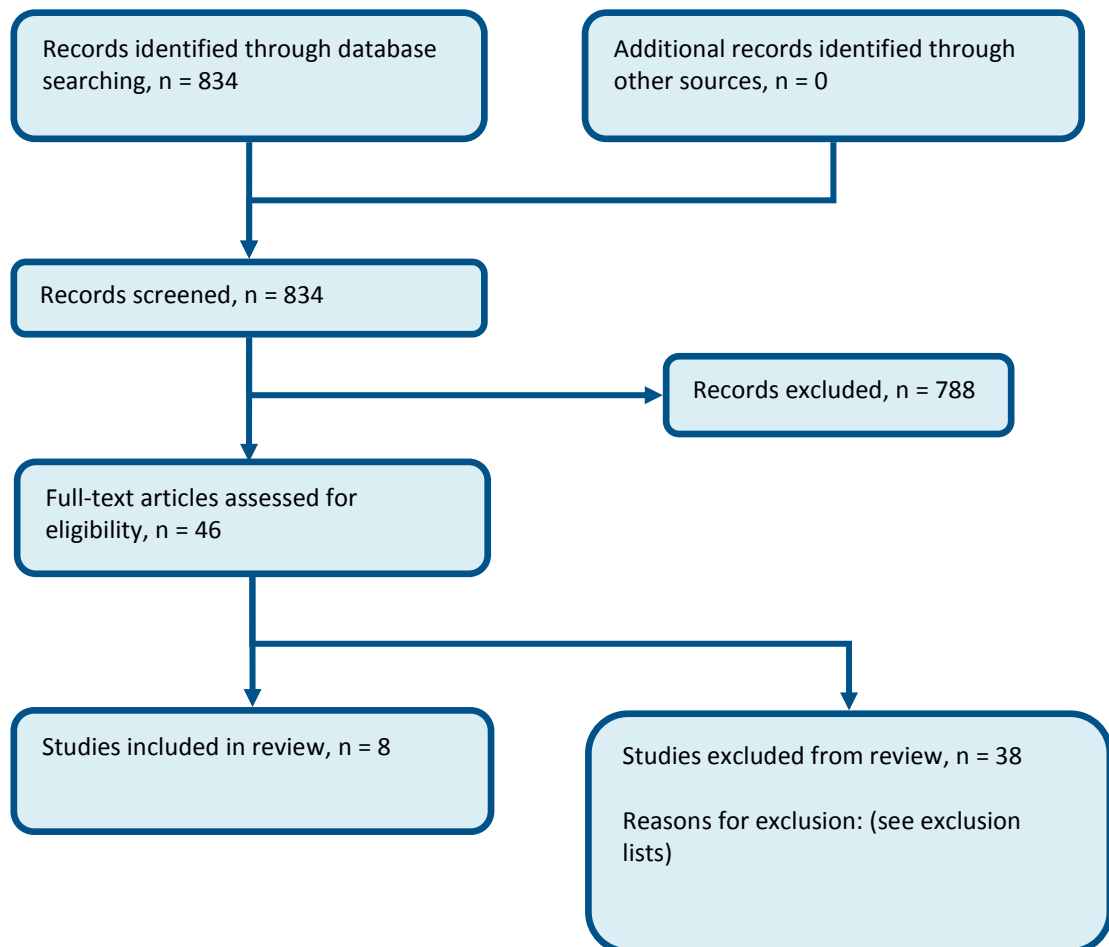 Records identified through database
searching, n = 834
Additional records identified through
other sources, n = 0
Records screened, n = 834
Records excluded, n = 788
Full-text articles assessed for
eligibility, n = 46
Studies included in review, n = 8
Studies excluded from review, n = 38
Reasons for exclusion: (see exclusion
lists)